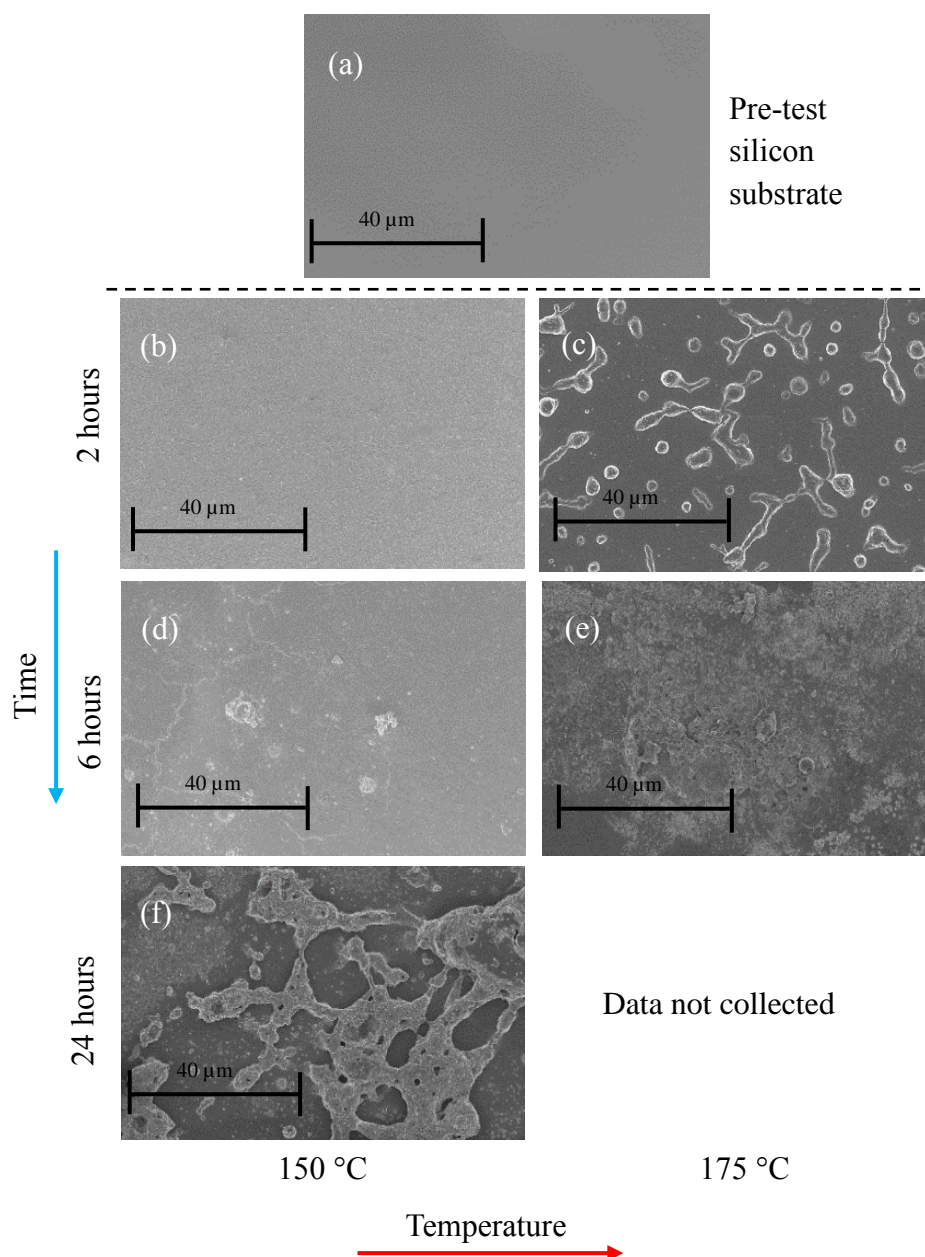 (a)
40 µm
Pre-test
silicon
substrate
2 hours
(b)
40 µm
(c)
40 µm
Time
6 hours
(d)
40 µm
(e)
40 µm
24 hours
(f)
40 µm
Data not collected
150 °C
175 °C
Temperature